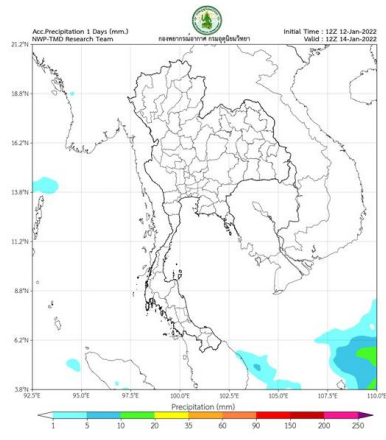 Acc.Precipitation 1 Days (mm.)
NWP-TMD Research Team
กองพยากรณ์อากาศ กรมอุตุนิยมวิทยา
Initial Time : 12Z 12-Jan-2022
Valid : 12Z 14-Jan-2022
21.2°N
18.8°N
16.2°N
13.8°N
11.2°N
8.8°N
6.2°N
3.8°N
92.5°E 95.0°E 97.5°E 100.0°E 102.5°E 105.0°E 107.5°E 110.0°E
Precipitation (mm)
1 5 10 20 35 60 90 150 200 250